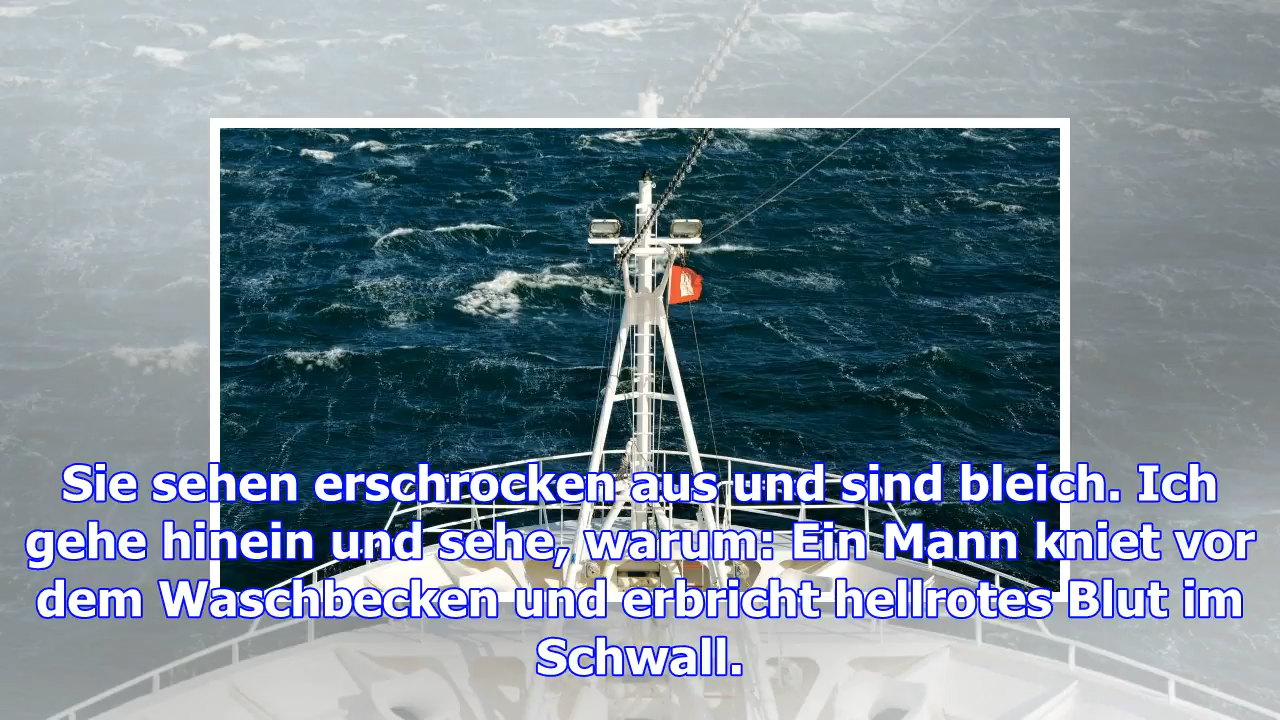 Sie sehen erschrocken aus und sind bleich. Ich
gehe hinein und sehe, warum: Ein Mann kniet vor
dem Waschbecken und erbricht hellrotes Blut im
Schwall.